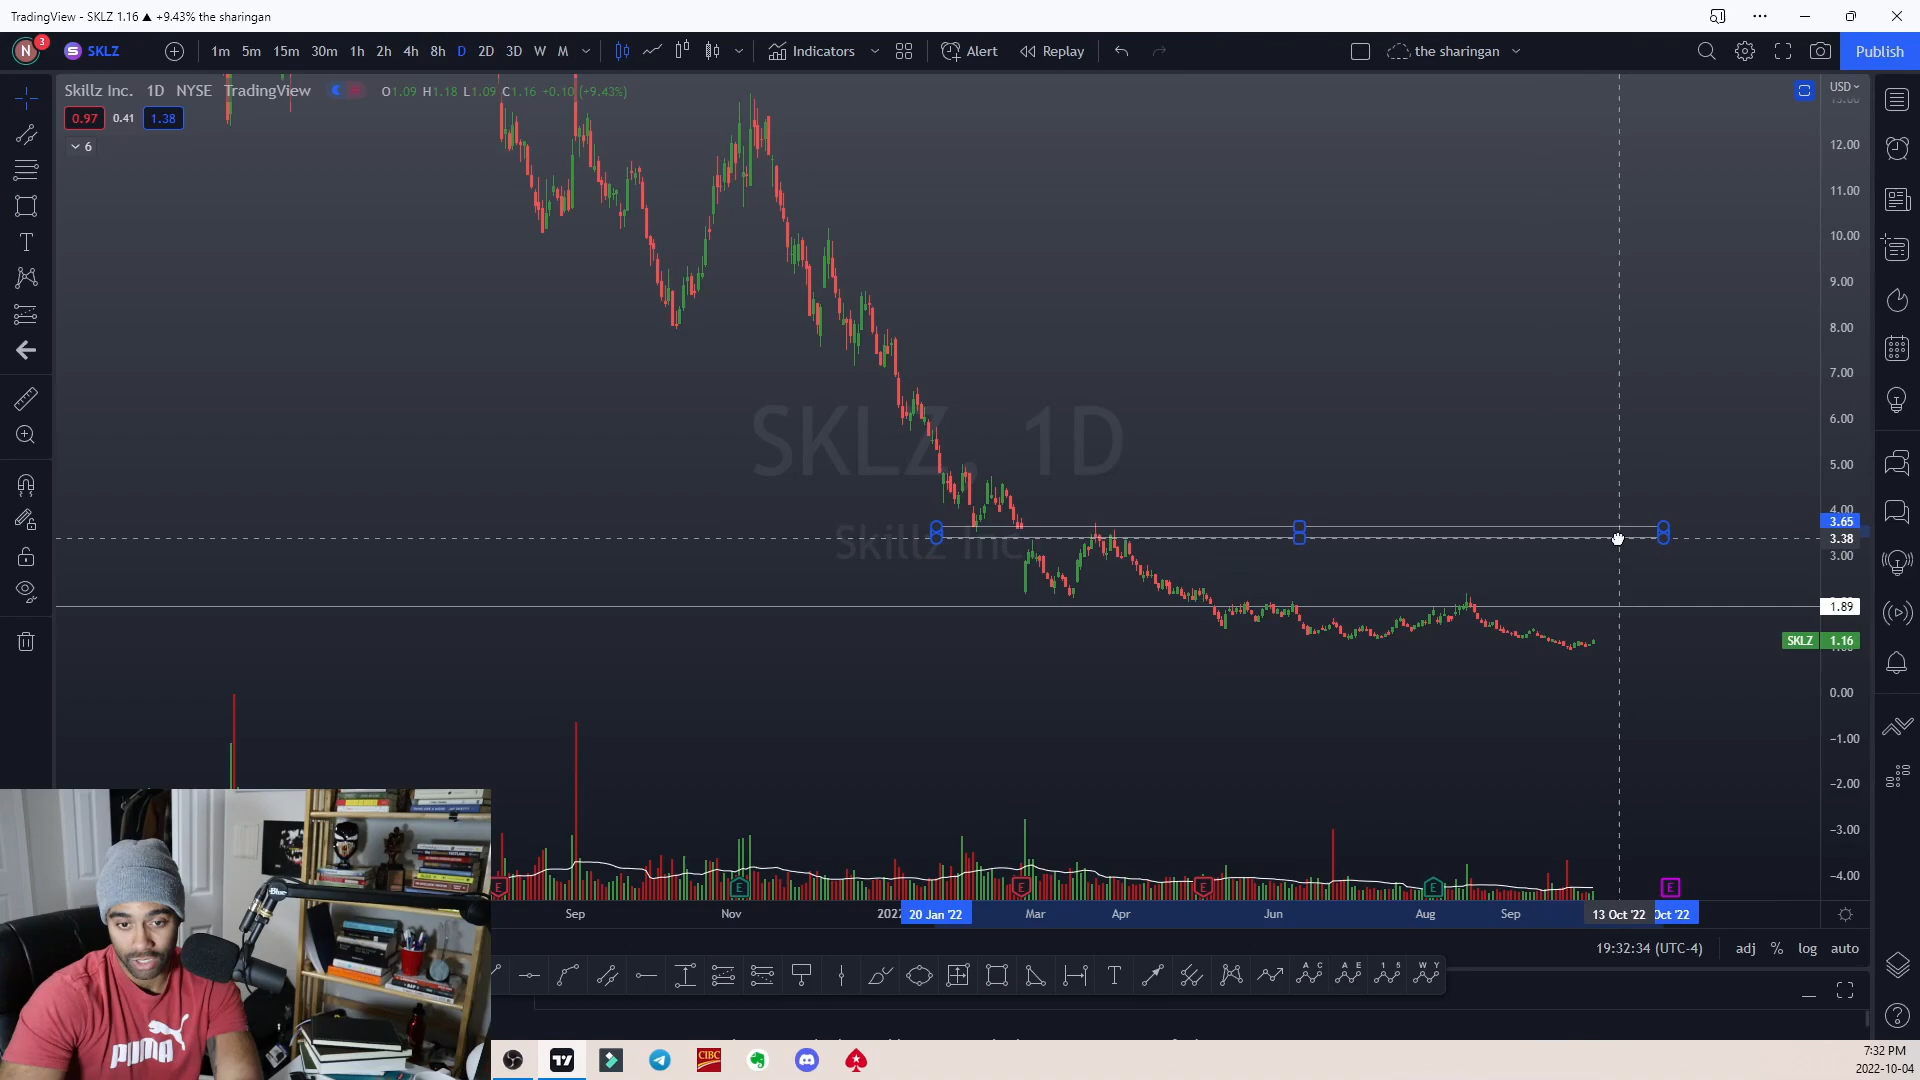 TradingView - SKLZ 1.16 ▲ +9.43% the sharingan
N 3 S SKLZ 1m 5m 15m 30m 1h 2h 4h 8h D 2D 3D W M Indicators Alert Replay the sharingan Publish
Skillz Inc. 1D NYSE TradingView O1.09 H1.18 L1.09 C1.16 +0.10 (+9.43%) USD
0.97 0.41 1.38
6
12.00
11.00
10.00
9.00
8.00
7.00
6.00
SKLZ, 1D
5.00
4.00
3.65
Skillz Inc
3.38
3.00
1.89
SKLZ 1.16
0.00
-1.00
-2.00
-3.00
-4.00
E E E E E E
Sep Nov 2022 20 Jan '22 Mar Apr Jun Aug Sep 13 Oct '22 Oct '22
19:32:34 (UTC-4) adj % log auto
T
A C A E 1 5 W Y
Blue
PUMA
CIBC
7:32 PM
2022-10-04